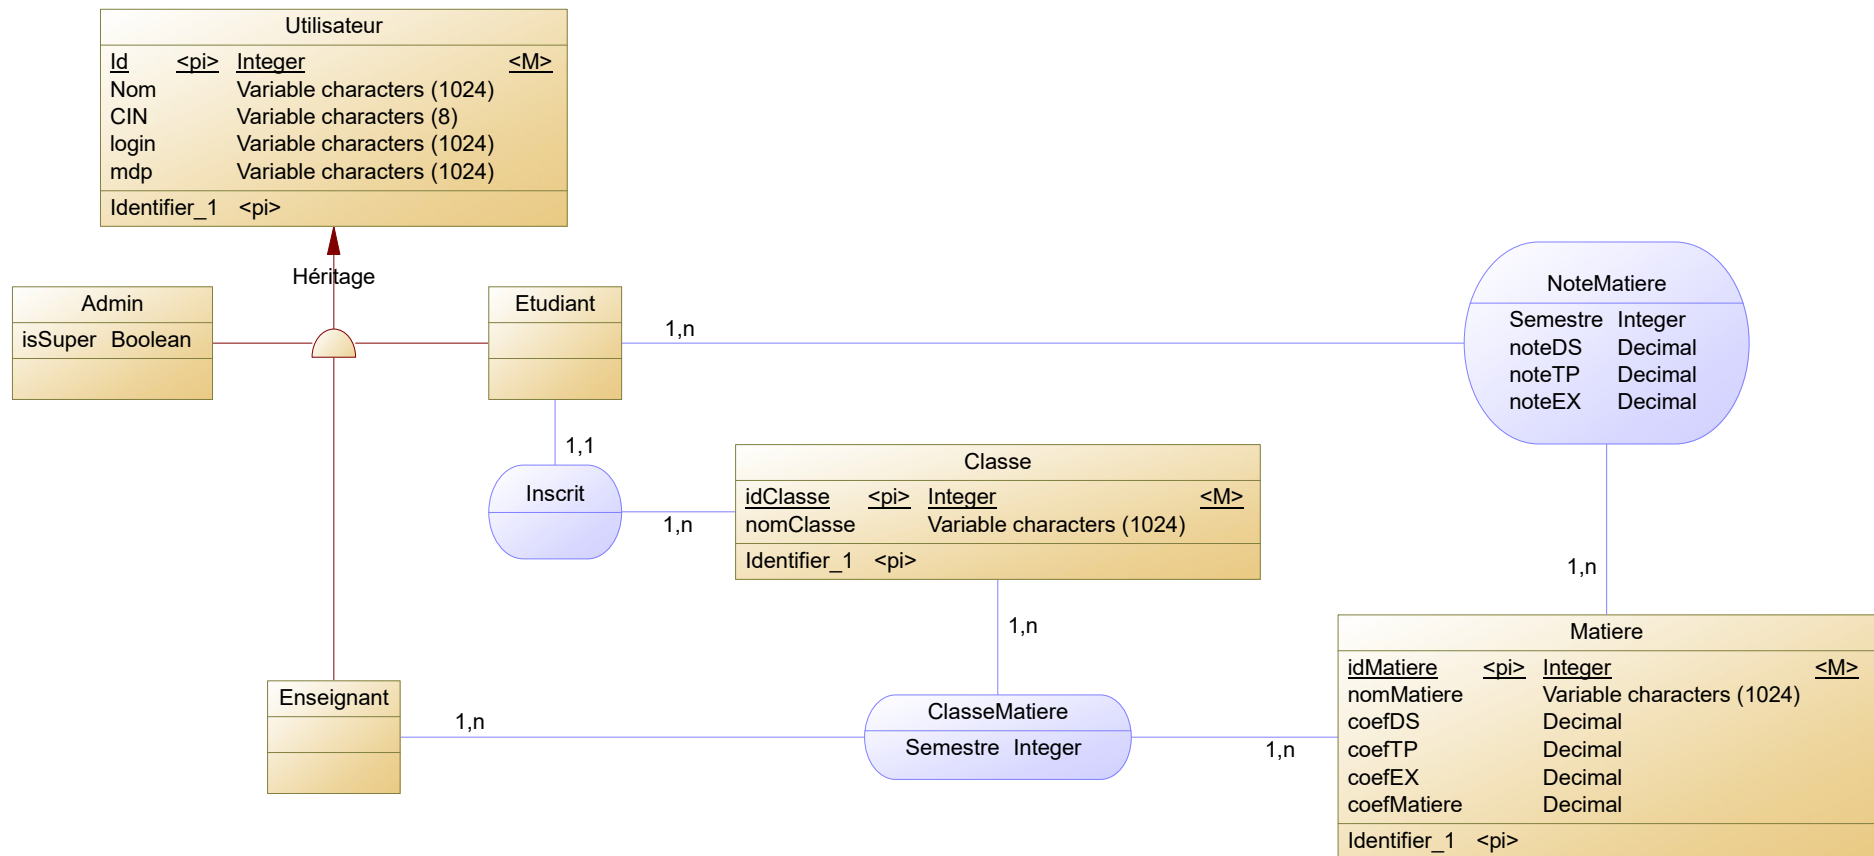 Utilisateur
Id <pi> Integer <M>
Nom Variable characters (1024)
CIN Variable characters (8)
login Variable characters (1024)
mdp Variable characters (1024)
Identifier_1 <pi>
Héritage
Admin
isSuper Boolean
Etudiant
1,n
NoteMatiere
Semestre Integer
noteDS Decimal
noteTP Decimal
noteEX Decimal
1,1
Inscrit
1,n
Classe
idClasse <pi> Integer <M>
nomClasse Variable characters (1024)
Identifier_1 <pi>
1,n
1,n
Enseignant
1,n
ClasseMatiere
Semestre Integer
1,n
Matiere
idMatiere <pi> Integer <M>
nomMatiere Variable characters (1024)
coefDS Decimal
coefTP Decimal
coefEX Decimal
coefMatiere Decimal
Identifier_1 <pi>